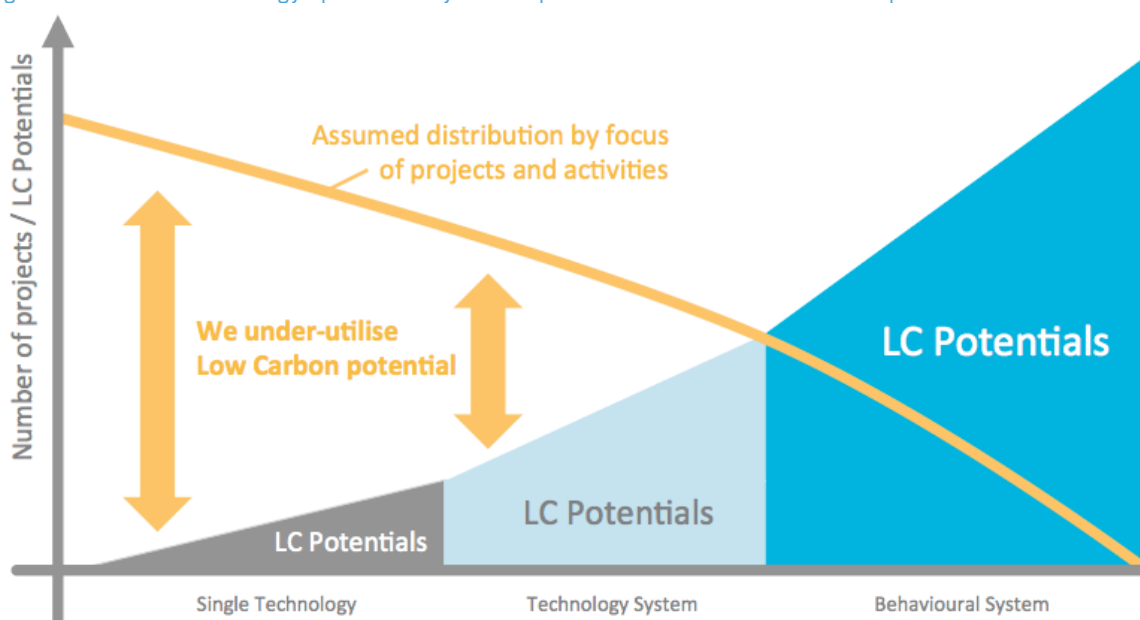 Number of projects / LC Potentials
Assumed distribution by focus
of projects and activities
We under-utilise
Low Carbon potential
LC Potentials
LC Potentials
LC Potentials
Single Technology
Technology System
Behavioural System